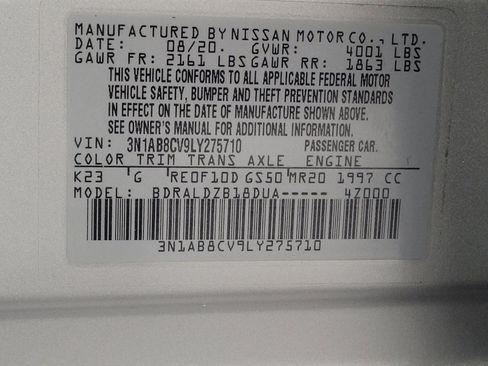 MANUFACTURED BY NISSAN MOTOR CO., LTD.
DATE: 08/20. GVWR: 4001 LBS
GAWR FR: 2161 LBS GAWR RR: 1863 LBS
THIS VEHICLE CONFORMS TO ALL APPLICABLE FEDERAL MOTOR
VEHICLE SAFETY, BUMPER AND THEFT PREVENTION STANDARDS
IN EFFECT ON THE DATE OF MANUFACTURE SHOWN ABOVE.
SEE OWNER'S MANUAL FOR ADDITIONAL INFORMATION.
VIN: 3N1AB8CV9LY275710 PASSENGER CAR.
COLOR TRIM TRANS AXLE ENGINE
K23 G RE0F10D GS50 MR20 1997 CC
MODEL: BDRALDZB18DUA----- 4Z000
3N1AB8CV9LY275710